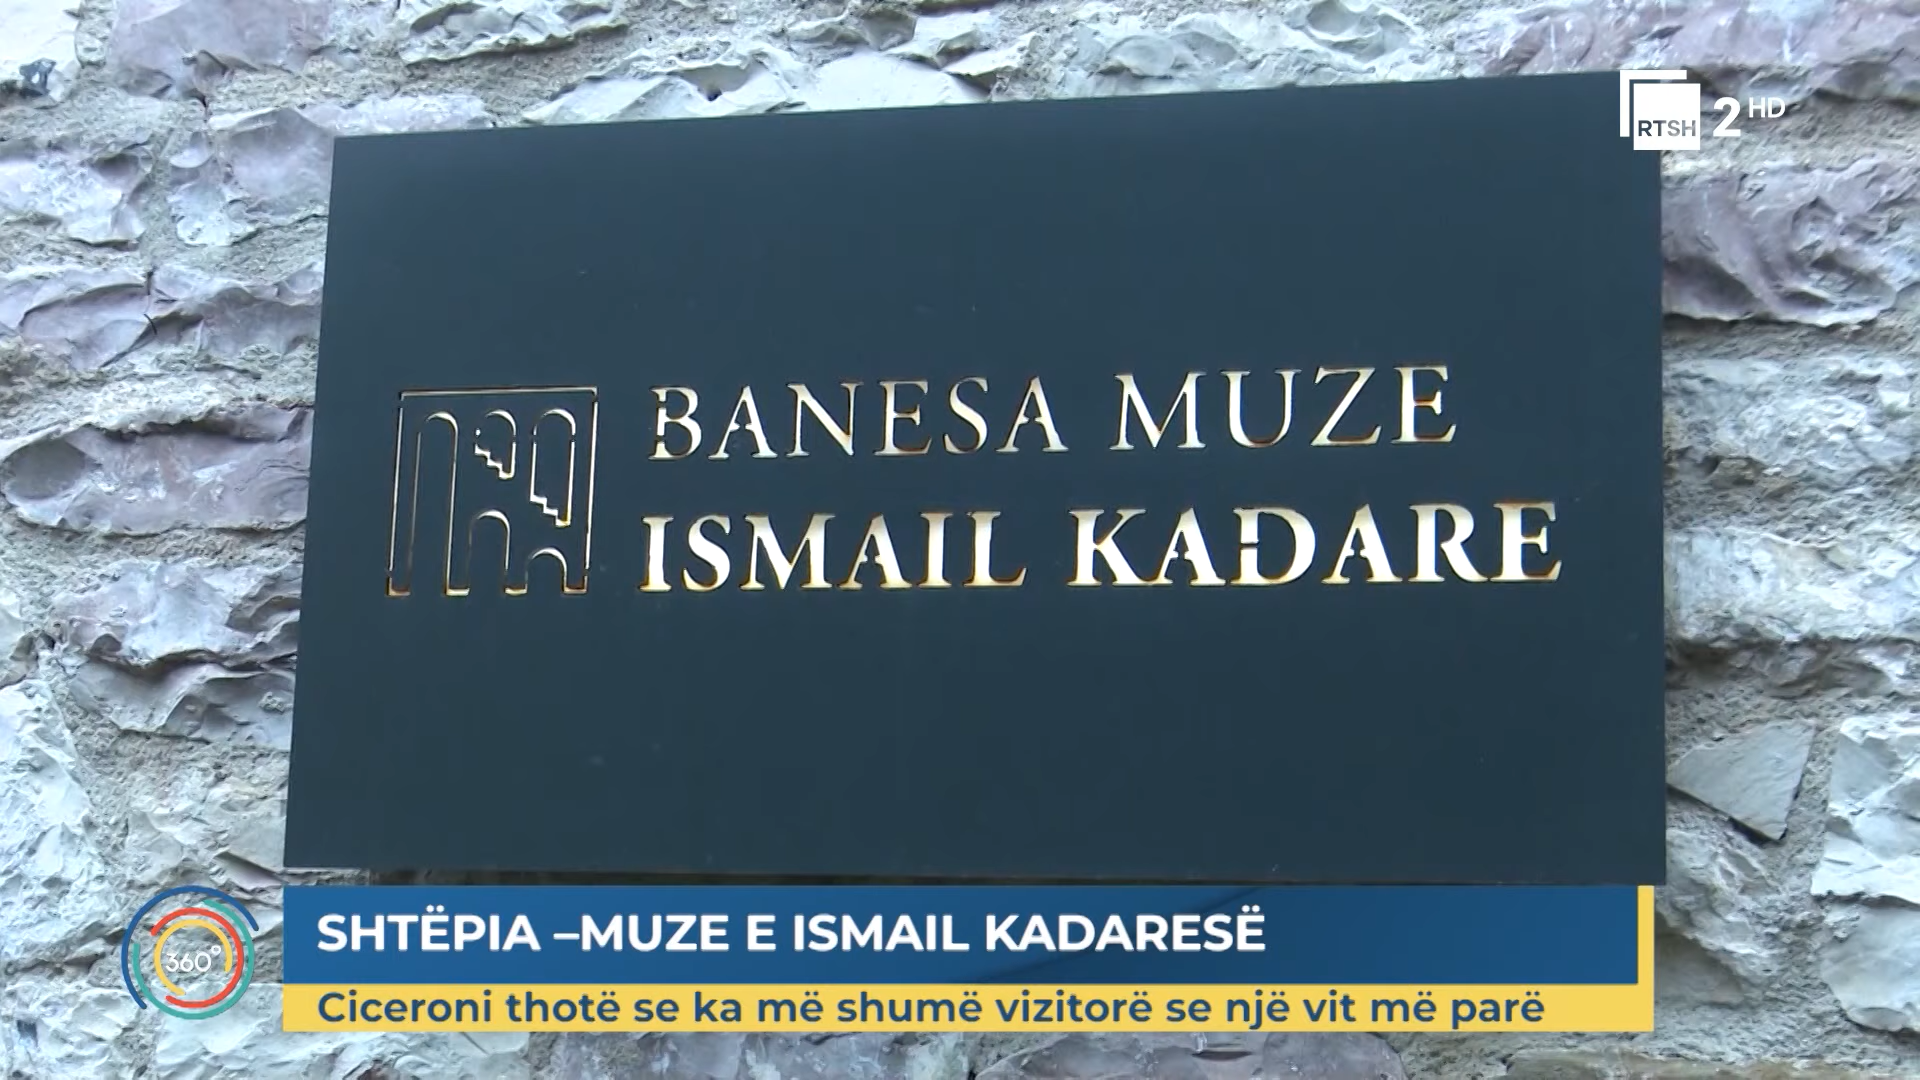 RTSH 2 HD
BANESA MUZE
ISMAIL KADARE
360°
SHTËPIA –MUZE E ISMAIL KADARESË
Ciceroni thotë se ka më shumë vizitorë se një vit më parë